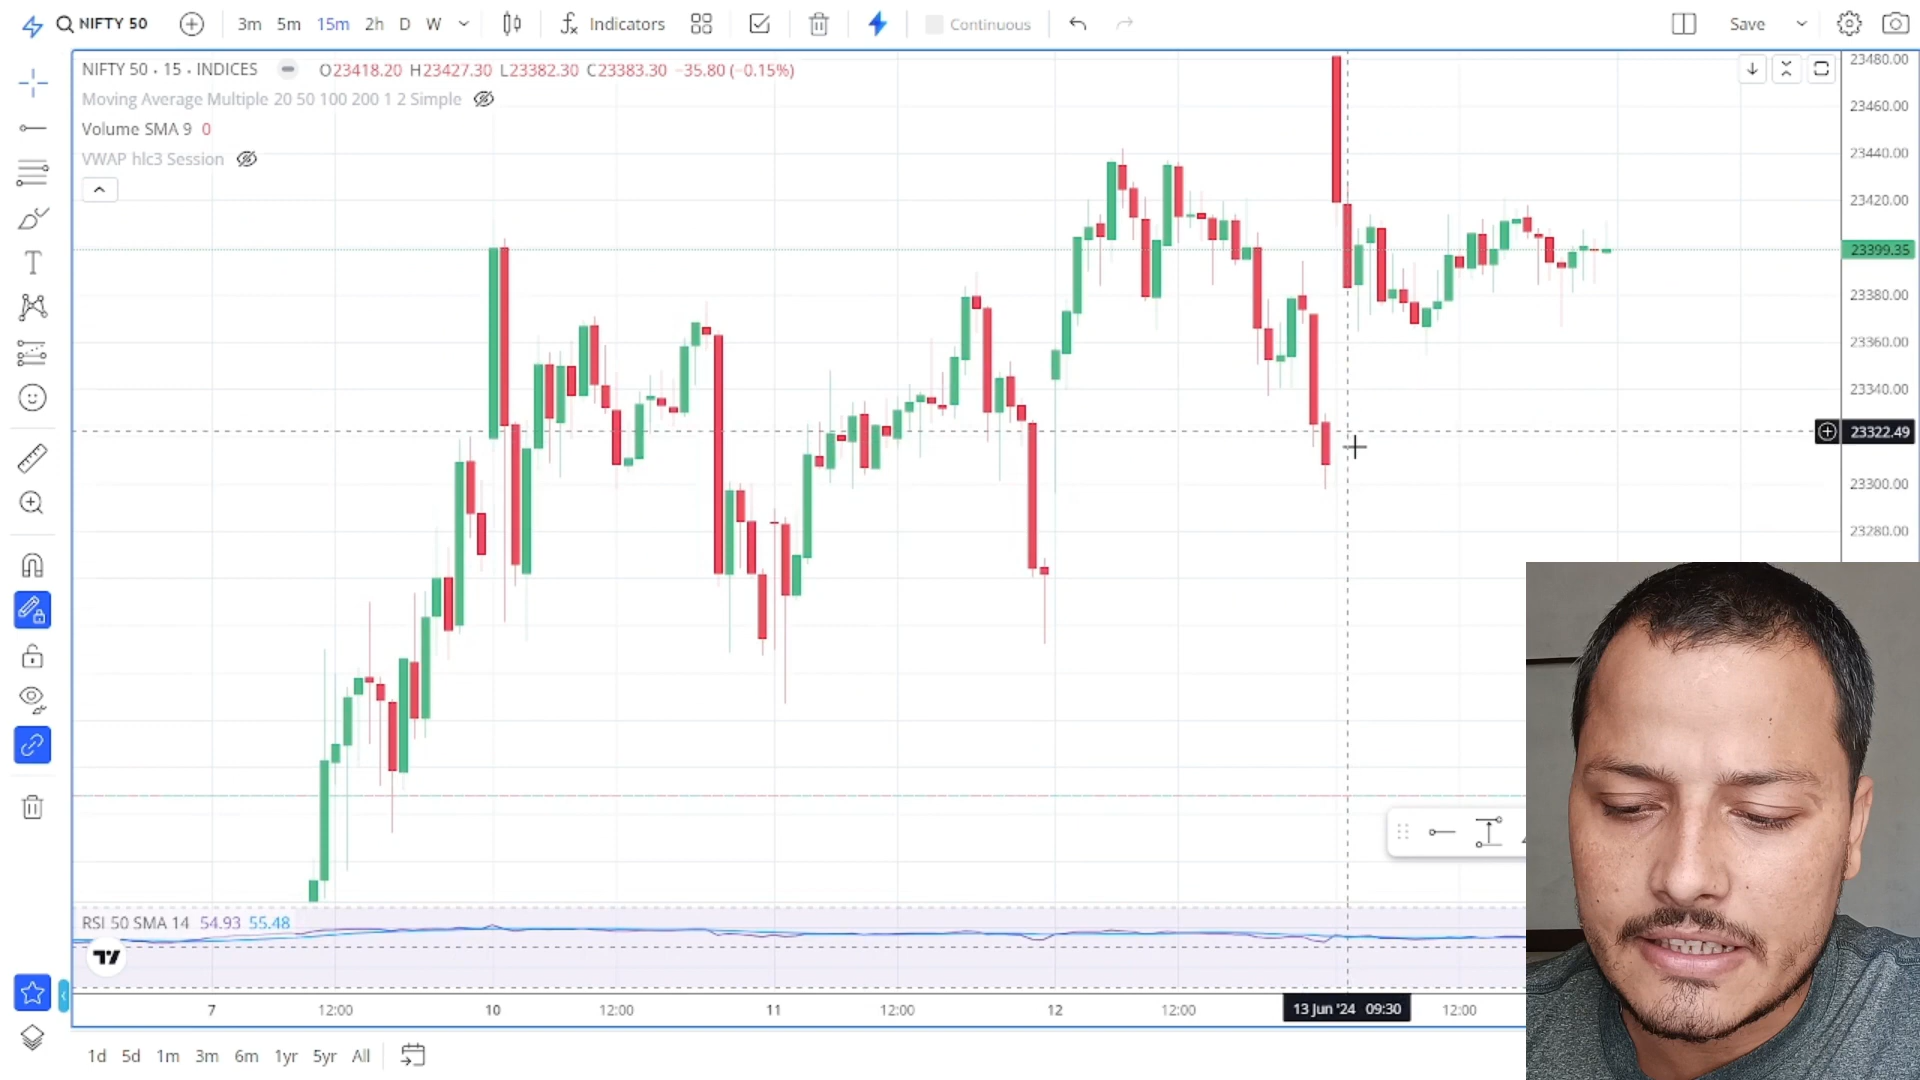 NIFTY 50 3m 5m 15m 2h D W Indicators Continuous Save
NIFTY 50 · 15 · INDICES O23418.20 H23427.30 L23382.30 C23383.30 −35.80 (−0.15%)
Moving Average Multiple 20 50 100 200 1 2 Simple
Volume SMA 9 0
VWAP hlc3 Session
23480.00
23460.00
23440.00
23420.00
23399.35
23380.00
23360.00
23340.00
23322.49
23300.00
23280.00
RSI 50 SMA 14 54.93 55.48
7 12:00 10 12:00 11 12:00 12 12:00 13 Jun '24 09:30 12:00
1d 5d 1m 3m 6m 1yr 5yr All